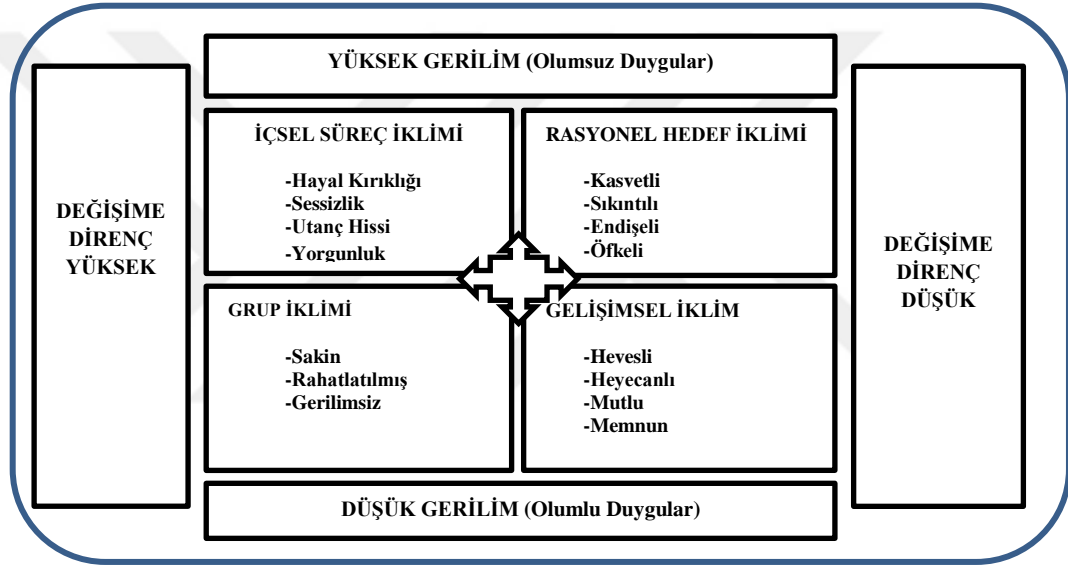 YÜKSEK GERİLİM (Olumsuz Duygular)
DEĞİŞİME
DİRENÇ
YÜKSEK
İÇSEL SÜREÇ İKLİMİ
-Hayal Kırıklığı
-Sessizlik
-Utanç Hissi
-Yorgunluk
RASYONEL HEDEF İKLİMİ
-Kasvetli
-Sıkıntılı
-Endişeli
-Öfkeli
GRUP İKLİMİ
-Sakin
-Rahatlatılmış
-Gerilimsiz
GELİŞİMSEL İKLİM
-Hevesli
-Heyecanlı
-Mutlu
-Memnun
DEĞİŞİME
DİRENÇ
DÜŞÜK
DÜŞÜK GERİLİM (Olumlu Duygular)